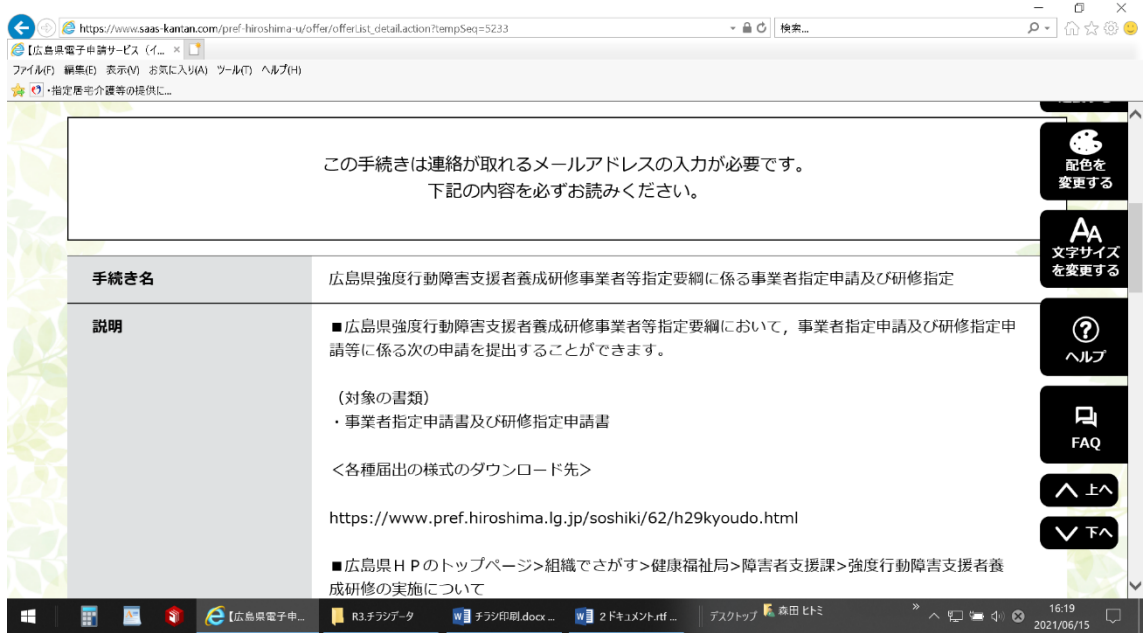 https://www.saas-kantan.com/pref-hiroshima-u/offer/offerList_detail.action?tempSeq=5233
検索...
【広島県電子申請サービス（イ...
ファイル(F) 編集(E) 表示(V) お気に入り(A) ツール(T) ヘルプ(H)
・指定居宅介護等の提供に...
この手続きは連絡が取れるメールアドレスの入力が必要です。
下記の内容を必ずお読みください。
配色を
変更する
文字サイズ
を変更する
手続き名
広島県強度行動障害支援者養成研修事業者等指定要綱に係る事業者指定申請及び研修指定
説明
■広島県強度行動障害支援者養成研修事業者等指定要綱において，事業者指定申請及び研修指定申
請等に係る次の申請を提出することができます。
ヘルプ
（対象の書類）
・事業者指定申請書及び研修指定申請書
FAQ
＜各種届出の様式のダウンロード先＞
上へ
https://www.pref.hiroshima.lg.jp/soshiki/62/h29kyoudo.html
下へ
■広島県ＨＰのトップページ>組織でさがす>健康福祉局>障害者支援課>強度行動障害支援者養
成研修の実施について
【広島県電子申...
R3.チラシデータ
チラシ印刷.docx ...
2ドキュメント.rtf ...
デスクトップ
森田 ヒトミ
16:19
2021/06/15